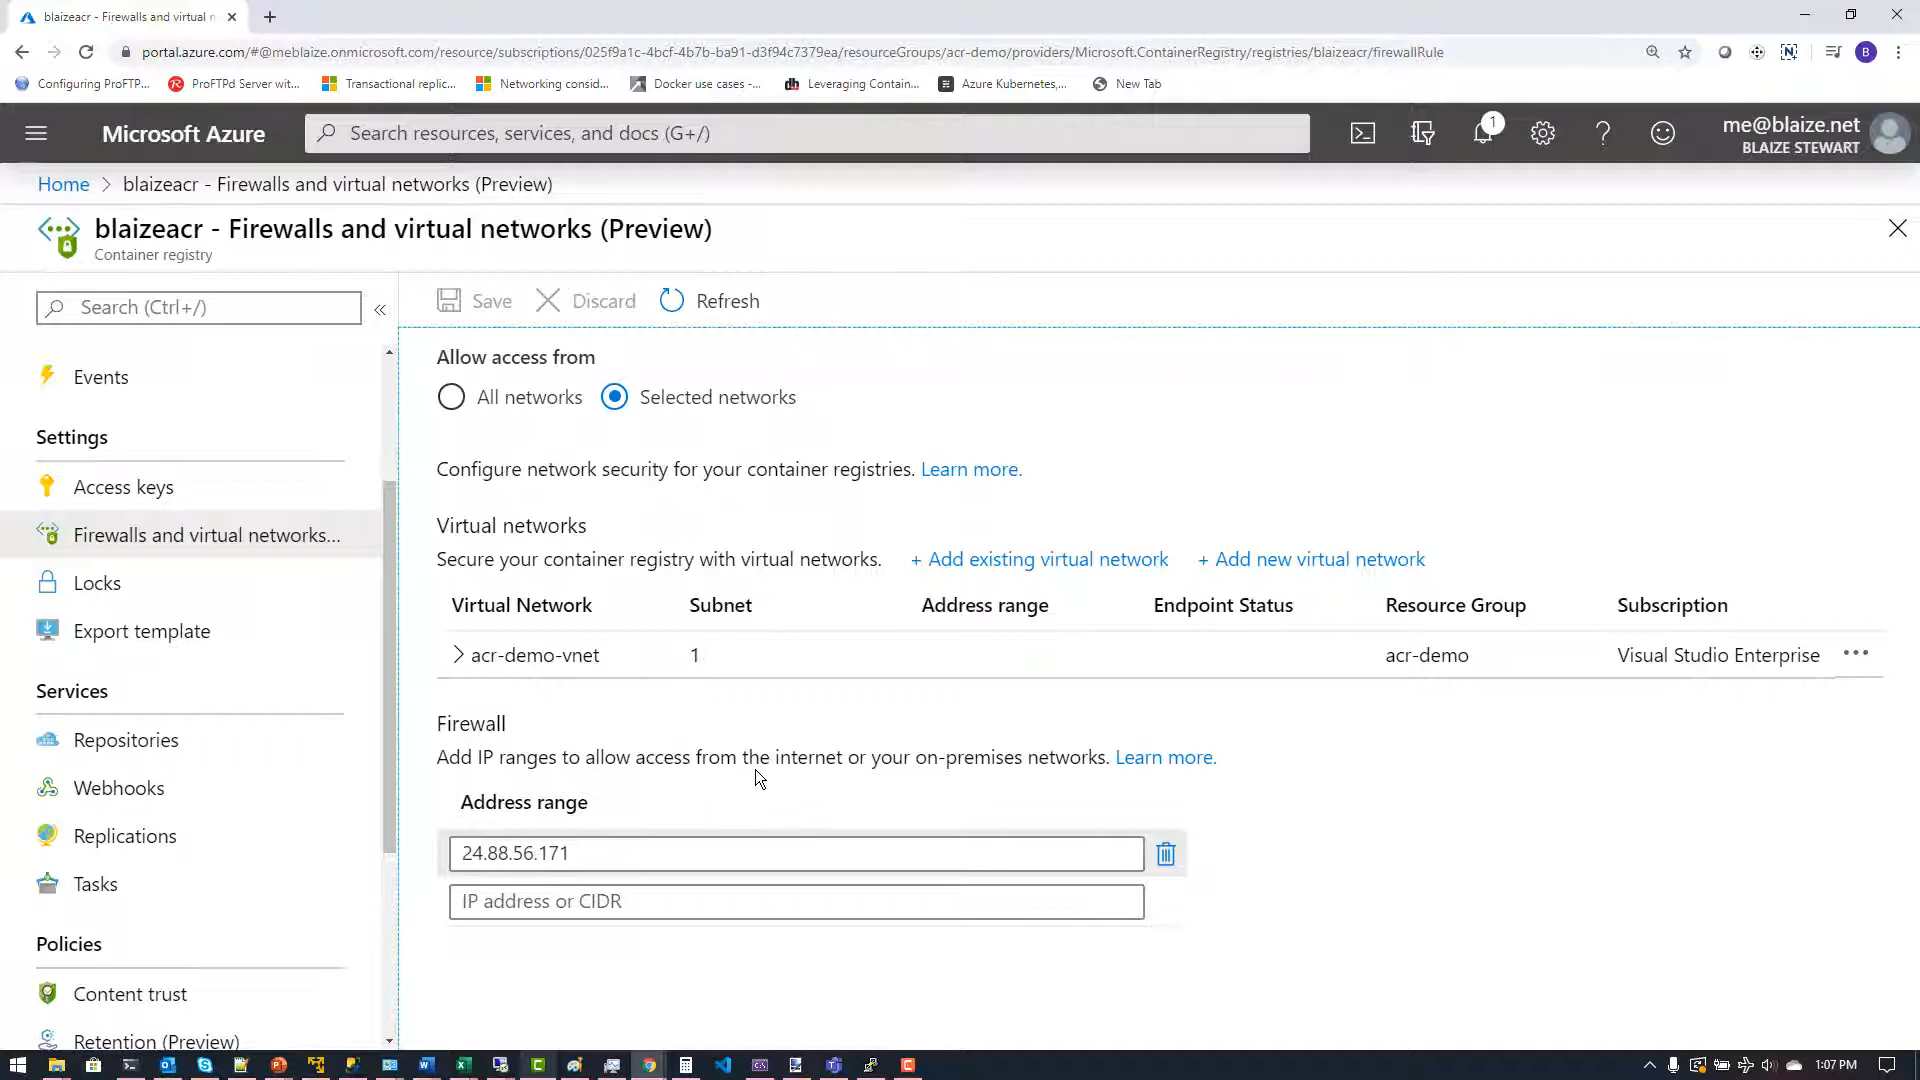 blaizeacr - Firewalls and virtual n
portal.azure.com/#@meblaize.onmicrosoft.com/resource/subscriptions/025f9a1c-4bcf-4b7b-ba91-d3f94c7379ea/resourceGroups/acr-demo/providers/Microsoft.ContainerRegistry/registries/blaizeacr/firewallRule
B
Configuring ProFTP... ProFTPd Server wit... Transactional replic... Networking consid... Docker use cases -... Leveraging Contain... Azure Kubernetes,... New Tab
Microsoft Azure
Search resources, services, and docs (G+/)
1
me@blaize.net
BLAIZE STEWART
Home > blaizeacr - Firewalls and virtual networks (Preview)
blaizeacr - Firewalls and virtual networks (Preview)
Container registry
Search (Ctrl+/)
Events
Settings
Access keys
Firewalls and virtual networks...
Locks
Export template
Services
Repositories
Webhooks
Replications
Tasks
Policies
Content trust
Retention (Preview)
Save Discard Refresh
Allow access from
All networks Selected networks
Configure network security for your container registries. Learn more.
Virtual networks
Secure your container registry with virtual networks. + Add existing virtual network + Add new virtual network
Virtual Network Subnet Address range Endpoint Status Resource Group Subscription
acr-demo-vnet 1 acr-demo Visual Studio Enterprise
Firewall
Add IP ranges to allow access from the internet or your on-premises networks. Learn more.
Address range
24.88.56.171
IP address or CIDR
1:07 PM